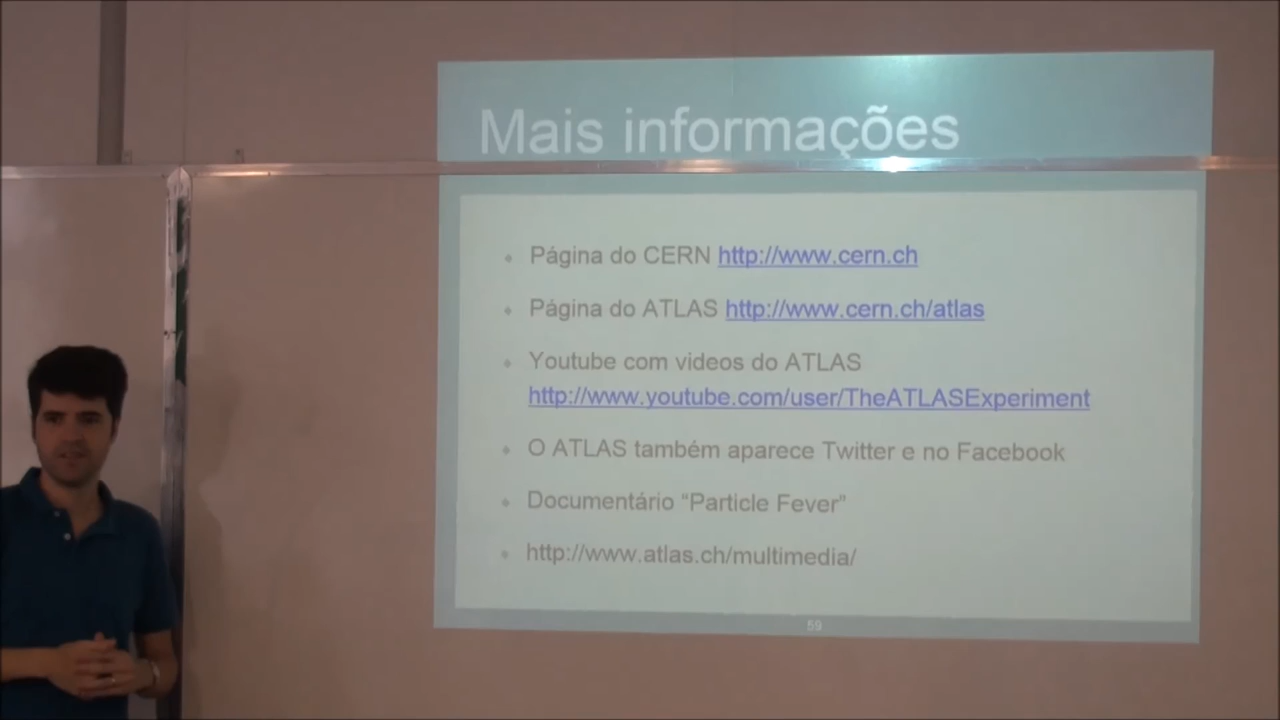 Mais informações
• Página do CERN http://www.cern.ch
• Página do ATLAS http://www.cern.ch/atlas
• Youtube com videos do ATLAS
http://www.youtube.com/user/TheATLASExperiment
• O ATLAS também aparece Twitter e no Facebook
• Documentário “Particle Fever”
• http://www.atlas.ch/multimedia/
59